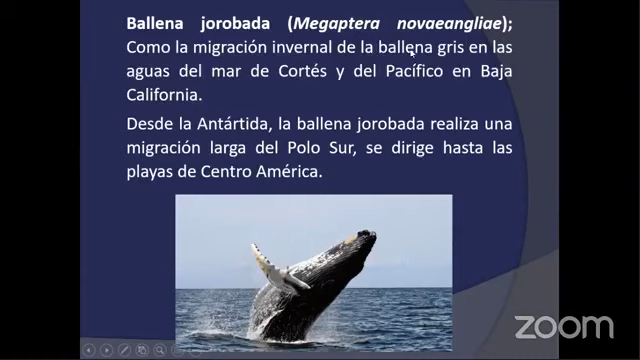 Ballena jorobada (Megaptera novaeangliae);
Como la migración invernal de la ballena gris en las
aguas del mar de Cortés y del Pacífico en Baja
California.
Desde la Antártida, la ballena jorobada realiza una
migración larga del Polo Sur, se dirige hasta las
playas de Centro América.
zoom